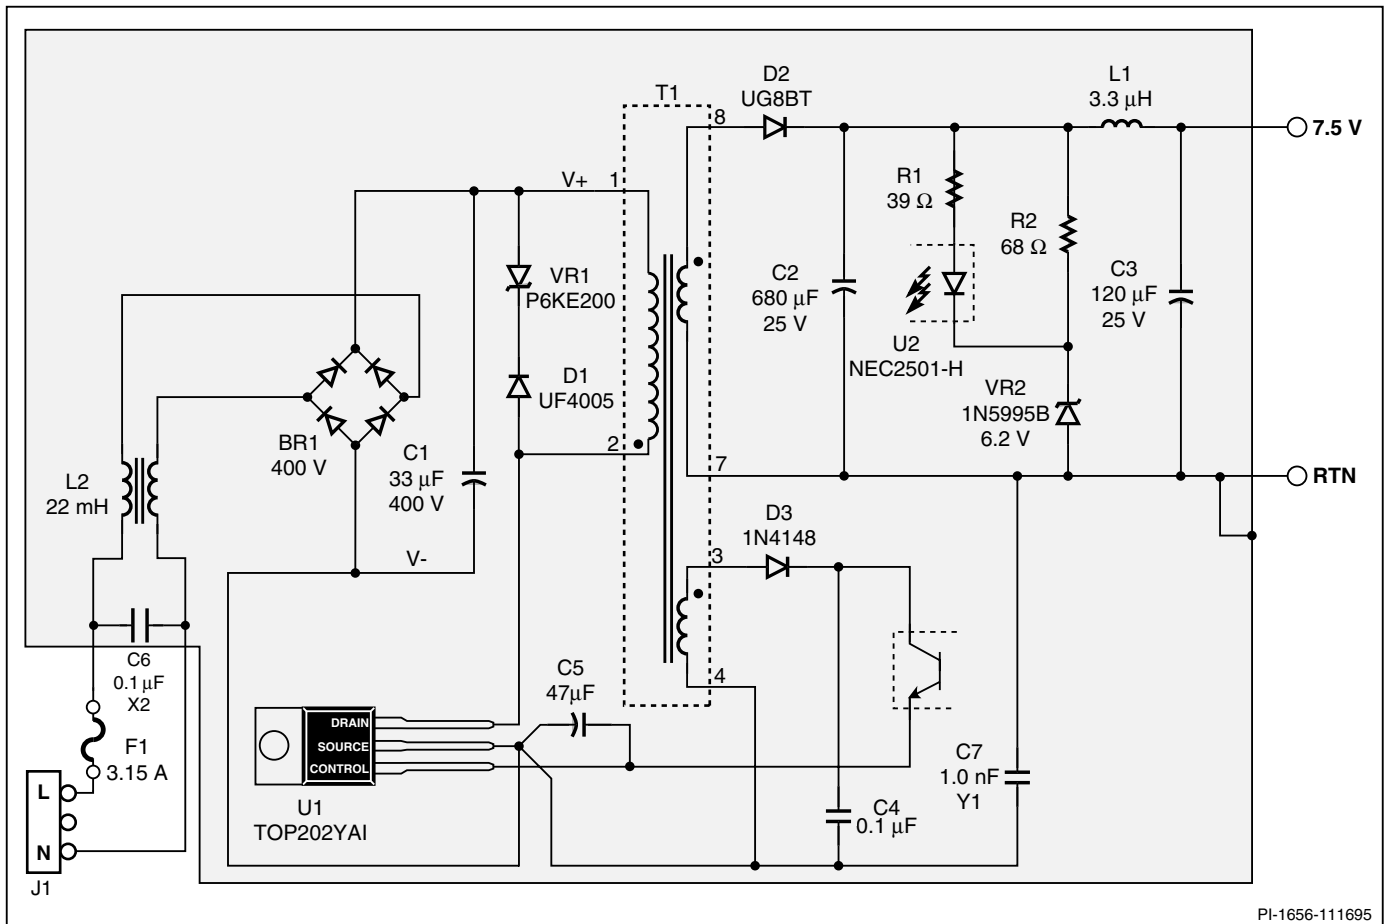 D2
UG8BT
L1
3.3 µH
T1
8
7.5 V
V+
1
R1
39 Ω
R2
68 Ω
VR1
P6KE200
C2
680 µF
25 V
C3
120 µF
25 V
U2
NEC2501-H
D1
UF4005
VR2
1N5995B
6.2 V
BR1
400 V
C1
33 µF
400 V
2
7
RTN
L2
22 mH
D3
1N4148
V-
3
C6
0.1 µF
X2
C5
47µF
4
DRAIN
SOURCE
CONTROL
F1
3.15 A
C7
1.0 nF
Y1
L
N
J1
U1
TOP202YAI
C4
0.1 µF
PI-1656-111695